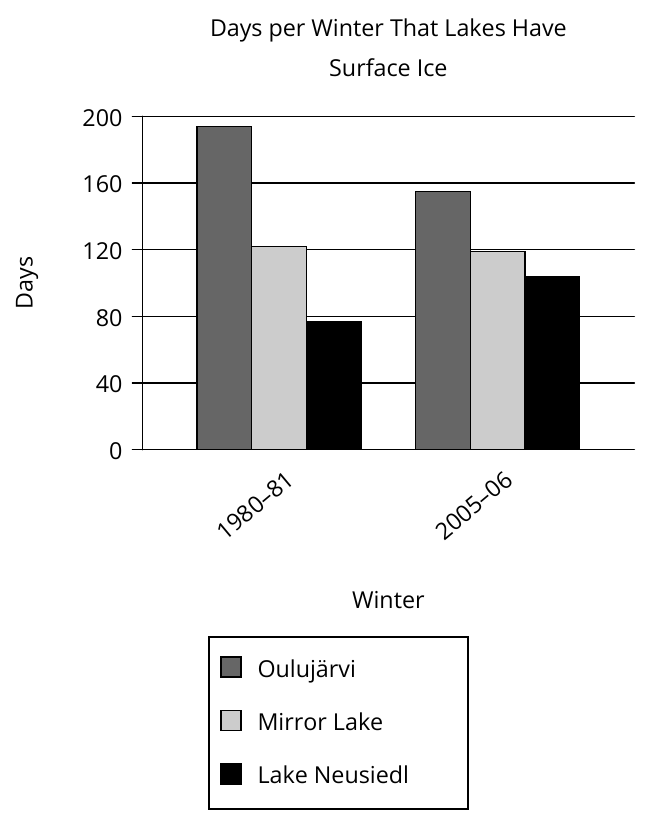 Days per Winter That Lakes Have
Surface Ice
200
160
120
80
40
0
Days
1980–81
2005–06
Winter
Oulujärvi
Mirror Lake
Lake Neusiedl